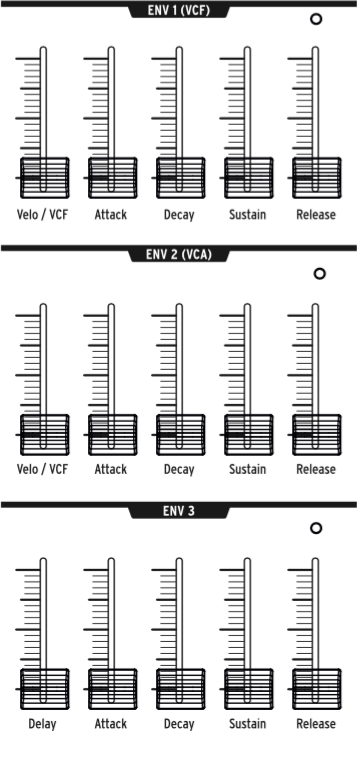 ENV 1 (VCF)
Velo / VCF Attack Decay Sustain Release
ENV 2 (VCA)
Velo / VCF Attack Decay Sustain Release
ENV 3
Delay Attack Decay Sustain Release